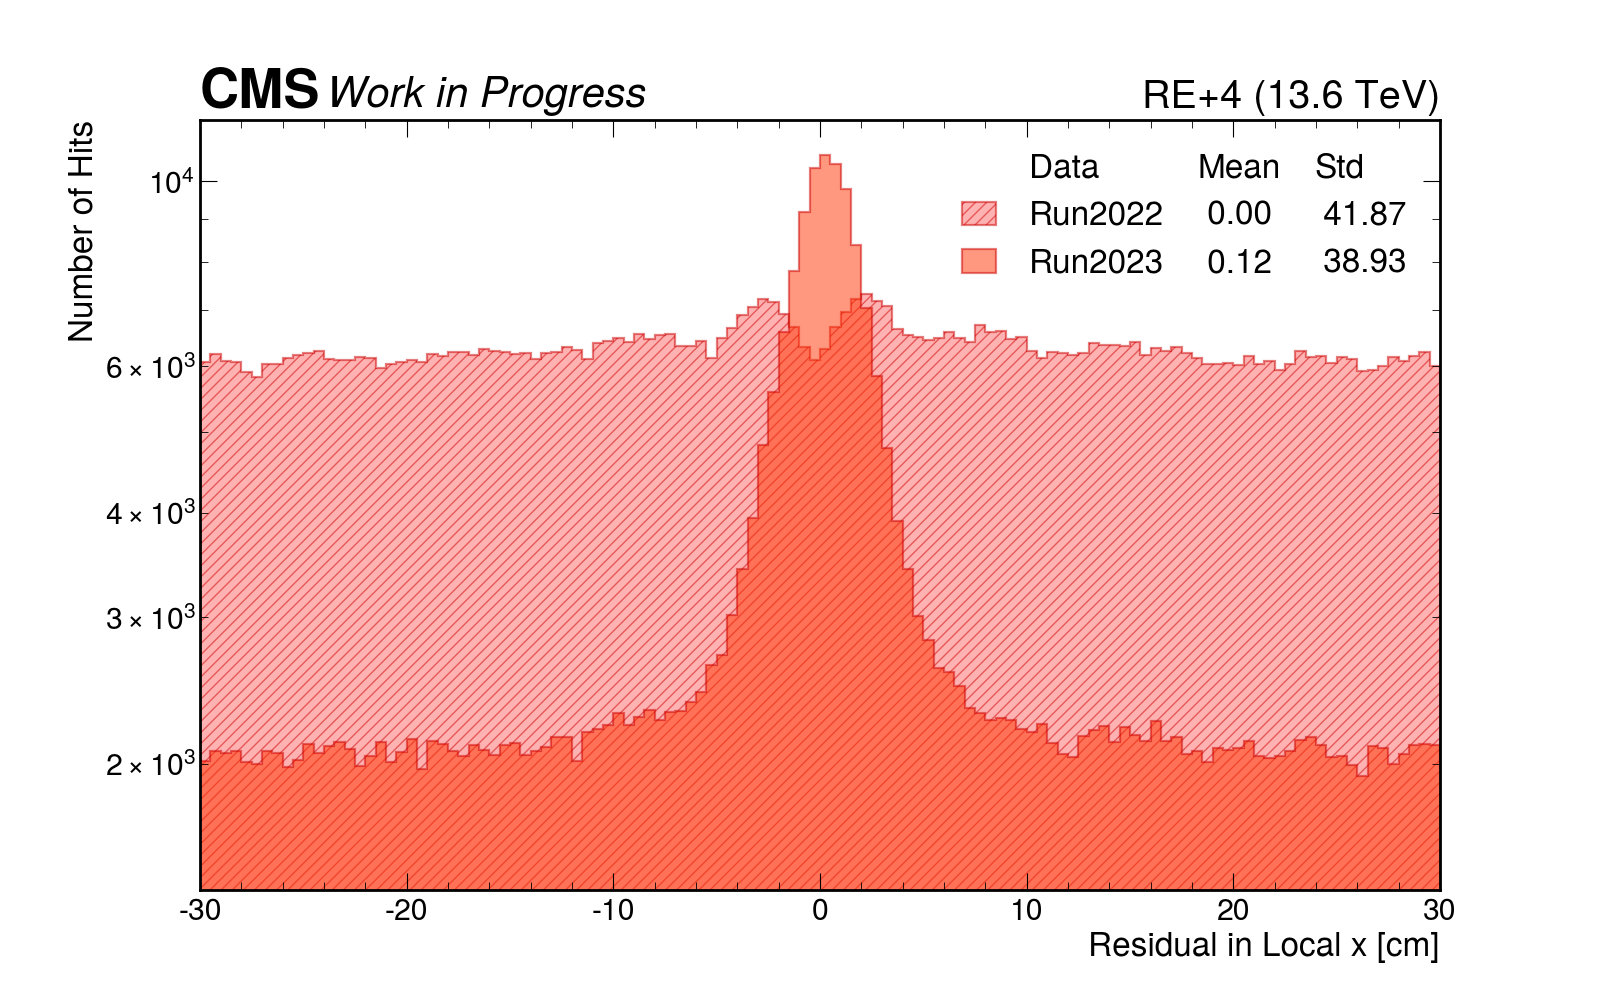 CMS Work in Progress
RE+4 (13.6 TeV)
Number of Hits
10⁴
6 × 10³
4 × 10³
3 × 10³
2 × 10³
Data Mean Std
Run2022 0.00 41.87
Run2023 0.12 38.93
-30 -20 -10 0 10 20 30
Residual in Local x [cm]